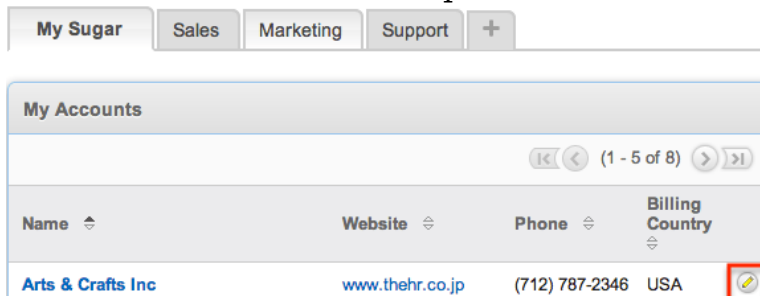 My Sugar Sales Marketing Support +
My Accounts
(1 - 5 of 8)
Billing
Name Website Phone Country
Arts & Crafts Inc www.thehr.co.jp (712) 787-2346 USA